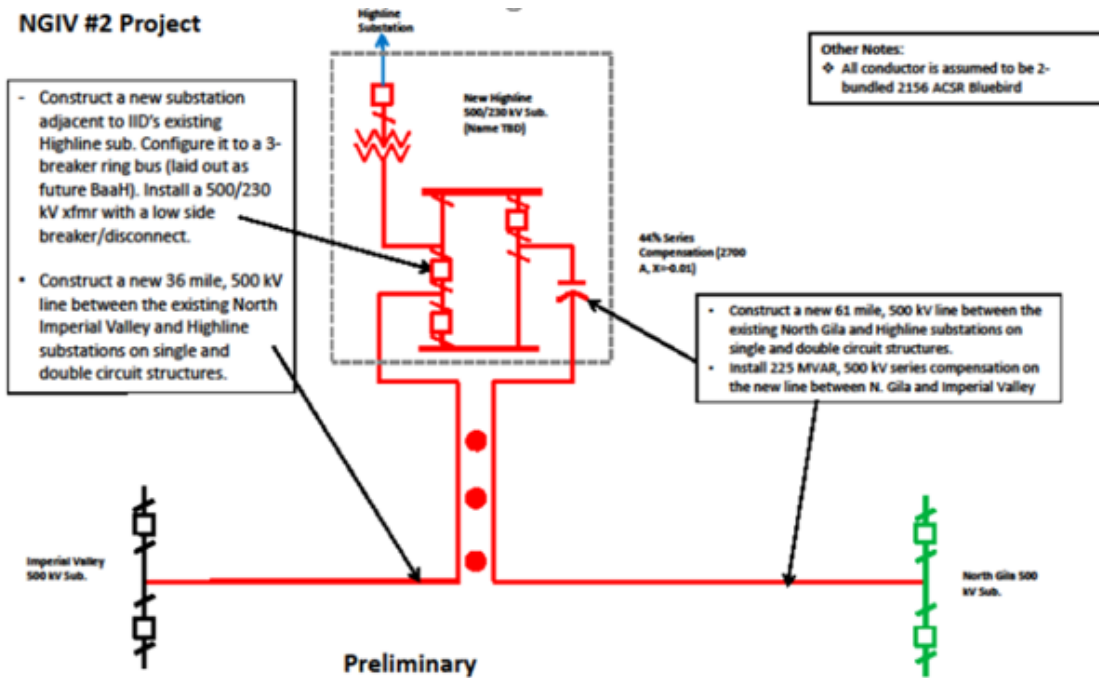 NGIV #2 Project
Highline
Substation
Other Notes:
❖ All conductor is assumed to be 2-
bundled 2156 ACSR Bluebird
- Construct a new substation
adjacent to IID's existing
Highline sub. Configure it to a 3-
breaker ring bus (laid out as
future BaaH). Install a 500/230
kV xfmr with a low side
breaker/disconnect.
• Construct a new 36 mile, 500 kV
line between the existing North
Imperial Valley and Highline
substations on single and
double circuit structures.
New Highline
500/230 kV Sub.
(Name TBD)
44% Series
Compensation (2700
A, X=-0.01)
• Construct a new 61 mile, 500 kV line between the
existing North Gila and Highline substations on
single and double circuit structures.
• Install 225 MVAR, 500 kV series compensation on
the new line between N. Gila and Imperial Valley
Imperial Valley
500 kV Sub.
North Gila 500
kV Sub.
Preliminary